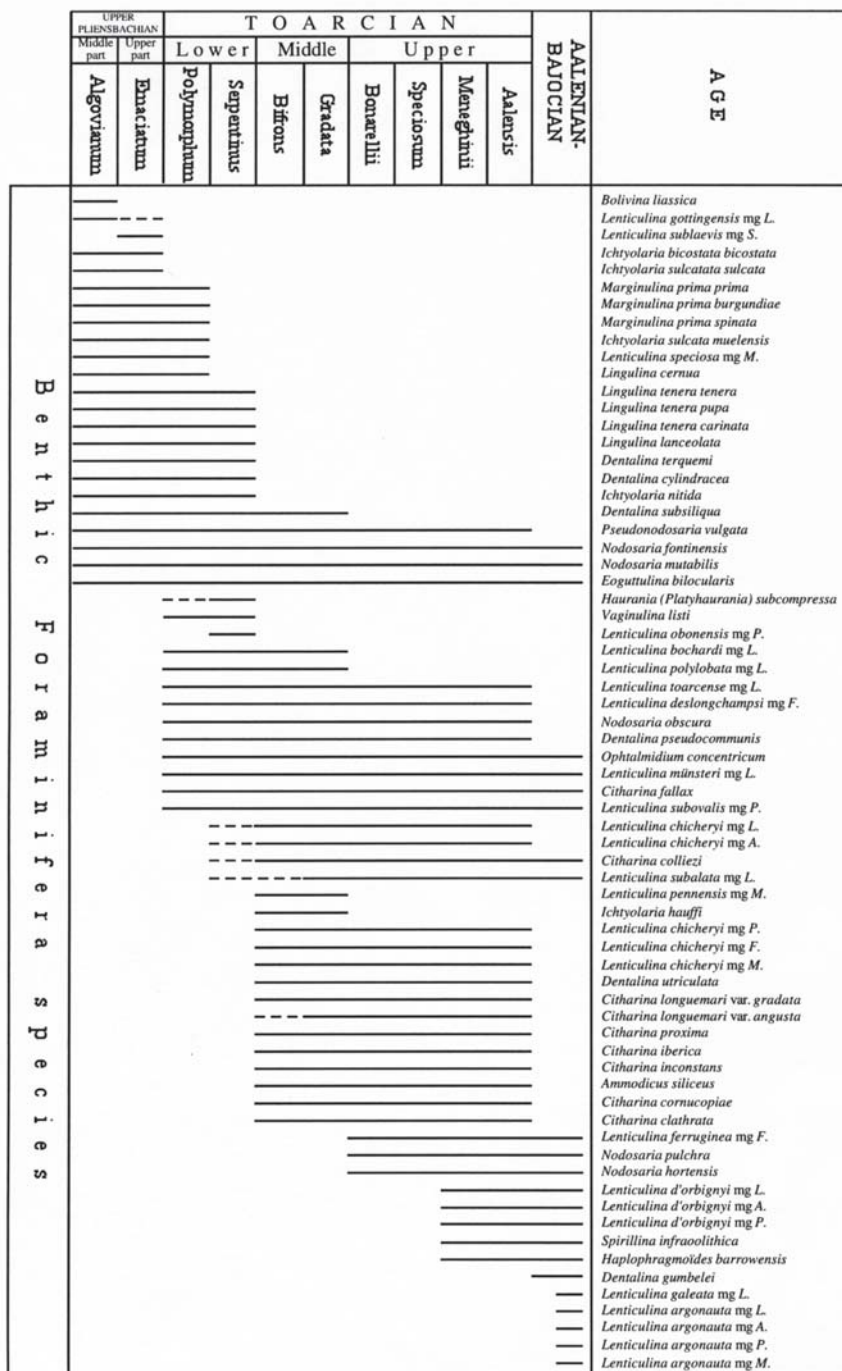 UPPER
PLIENSBACHIAN
TOARCIAN
AALENIAN-
BAJOCIAN
AGE
Middle
part
Upper
part
Lower
Middle
Upper
Algovianum
Emaciatum
Polymorphum
Serpentinus
Bifrons
Gradata
Bonarellii
Speciosum
Meneghinii
Aalensis
Benthic Foraminifera species
Bolivina liassica
Lenticulina gottingensis mg L.
Lenticulina sublaevis mg S.
Ichtyolaria bicostata bicostata
Ichtyolaria sulcatata sulcata
Marginulina prima prima
Marginulina prima burgundiae
Marginulina prima spinata
Ichtyolaria sulcata muelensis
Lenticulina speciosa mg M.
Lingulina cernua
Lingulina tenera tenera
Lingulina tenera pupa
Lingulina tenera carinata
Lingulina lanceolata
Dentalina terquemi
Dentalina cylindracea
Ichtyolaria nitida
Dentalina subsiliqua
Pseudonodosaria vulgata
Nodosaria fontinensis
Nodosaria mutabilis
Eoguttulina bilocularis
Haurania (Platyhaurania) subcompressa
Vaginulina listi
Lenticulina obonensis mg P.
Lenticulina bochardi mg L.
Lenticulina polylobata mg L.
Lenticulina toarcense mg L.
Lenticulina deslongchampsi mg F.
Nodosaria obscura
Dentalina pseudocommunis
Ophtalmidium concentricum
Lenticulina münsteri mg L.
Citharina fallax
Lenticulina subovalis mg P.
Lenticulina chicheryi mg L.
Lenticulina chicheryi mg A.
Citharina colliezi
Lenticulina subalata mg L.
Lenticulina pennensis mg M.
Ichtyolaria hauffi
Lenticulina chicheryi mg P.
Lenticulina chicheryi mg F.
Lenticulina chicheryi mg M.
Dentalina utriculata
Citharina longuemari var. gradata
Citharina longuemari var. angusta
Citharina proxima
Citharina iberica
Citharina inconstans
Ammodicus siliceus
Citharina cornucopiae
Citharina clathrata
Lenticulina ferruginea mg F.
Nodosaria pulchra
Nodosaria hortensis
Lenticulina d'orbignyi mg L.
Lenticulina d'orbignyi mg A.
Lenticulina d'orbignyi mg P.
Spirillina infraoolithica
Haplophragmoïdes barrowensis
Dentalina gumbelei
Lenticulina galeata mg L.
Lenticulina argonauta mg L.
Lenticulina argonauta mg A.
Lenticulina argonauta mg P.
Lenticulina argonauta mg M.